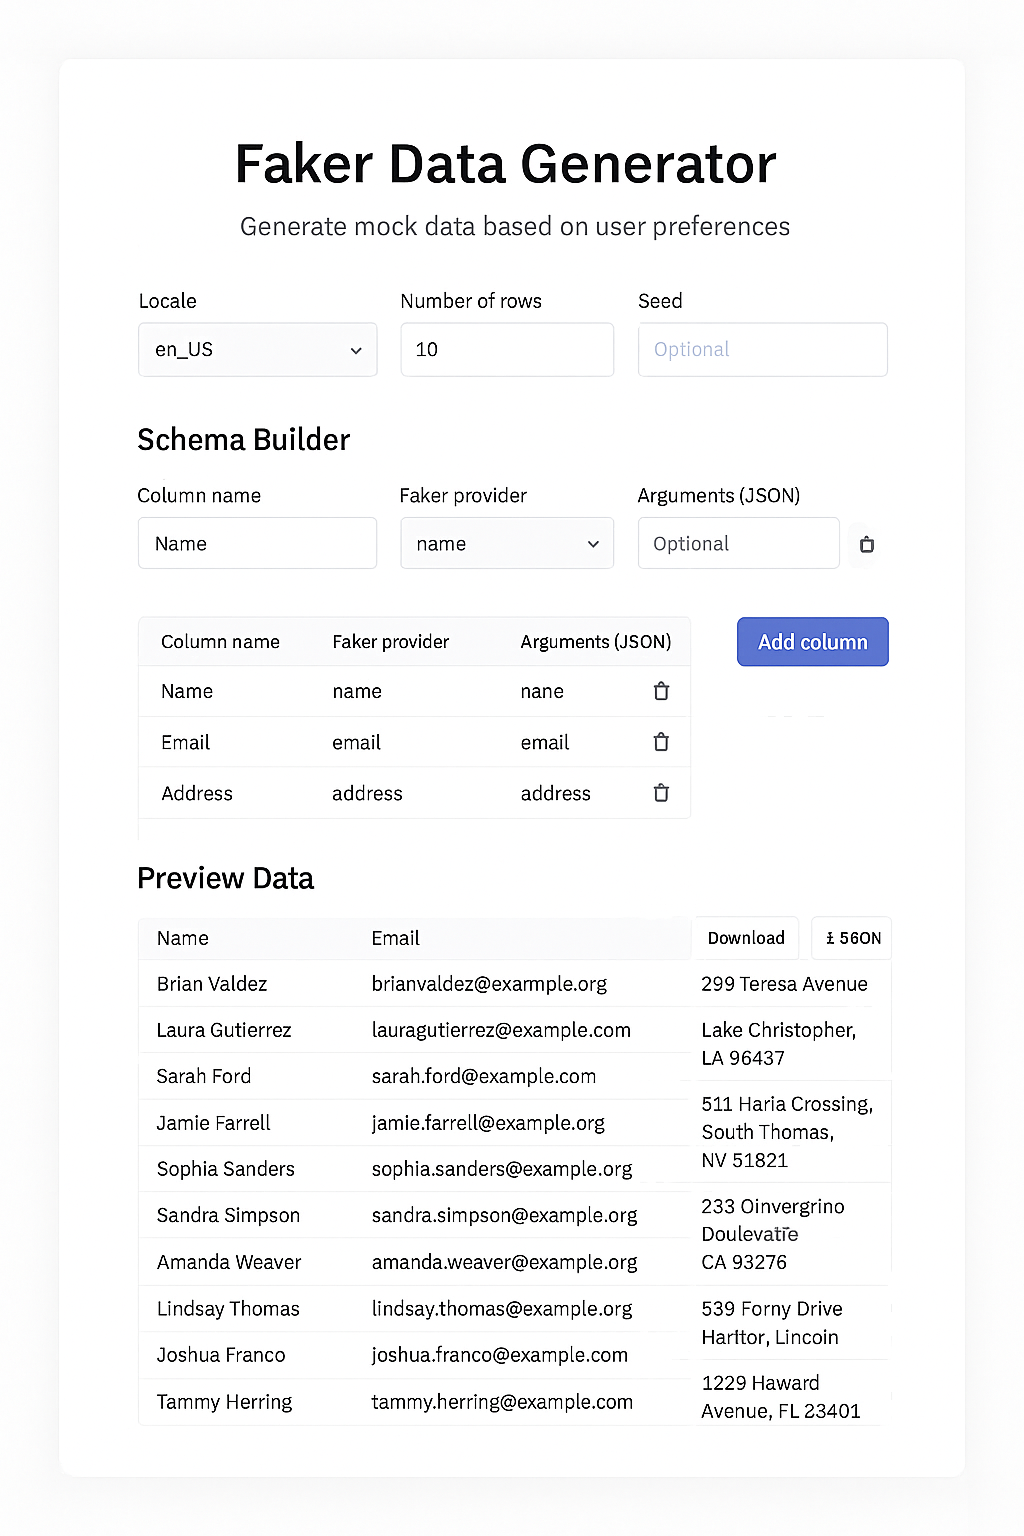 Faker Data Generator
Generate mock data based on user preferences
Locale Number of rows Seed
en_US 10 Optional
Schema Builder
Column name Faker provider Arguments (JSON)
Name name Optional
Column name Faker provider Arguments (JSON) Add column
Name name nane
Email email email
Address address address
Preview Data
Name Email Download ⁒ 56ON
Brian Valdez brianvaldez@exarmple.org 299 Teresa Avenue
Laura Gutierrez lauragutierrez@example.com Lake Christopher,
LA 96437
Sarah Ford sarah.ford@example.com
Jamie Farrell jamie.farrell@example.org 511 Haria Crossing,
South Thomas,
NV 51821
Sophia Sanders sophia.sanders@example.org
Sandra Simpson sandra.simpson@example.org 233 Oinvergrino
Doulevatie
CA 93276
Amanda Weaver amanda.weaver@example.org
Lindsay Thomas lindsay.thomas@example.org 539 Forny Drive
Harltor, Lincoin
Joshua Franco joshua.franco@example.com
Tammy Herring tammy.herring@example.com 1229 Haward
Avenue, FL 23401